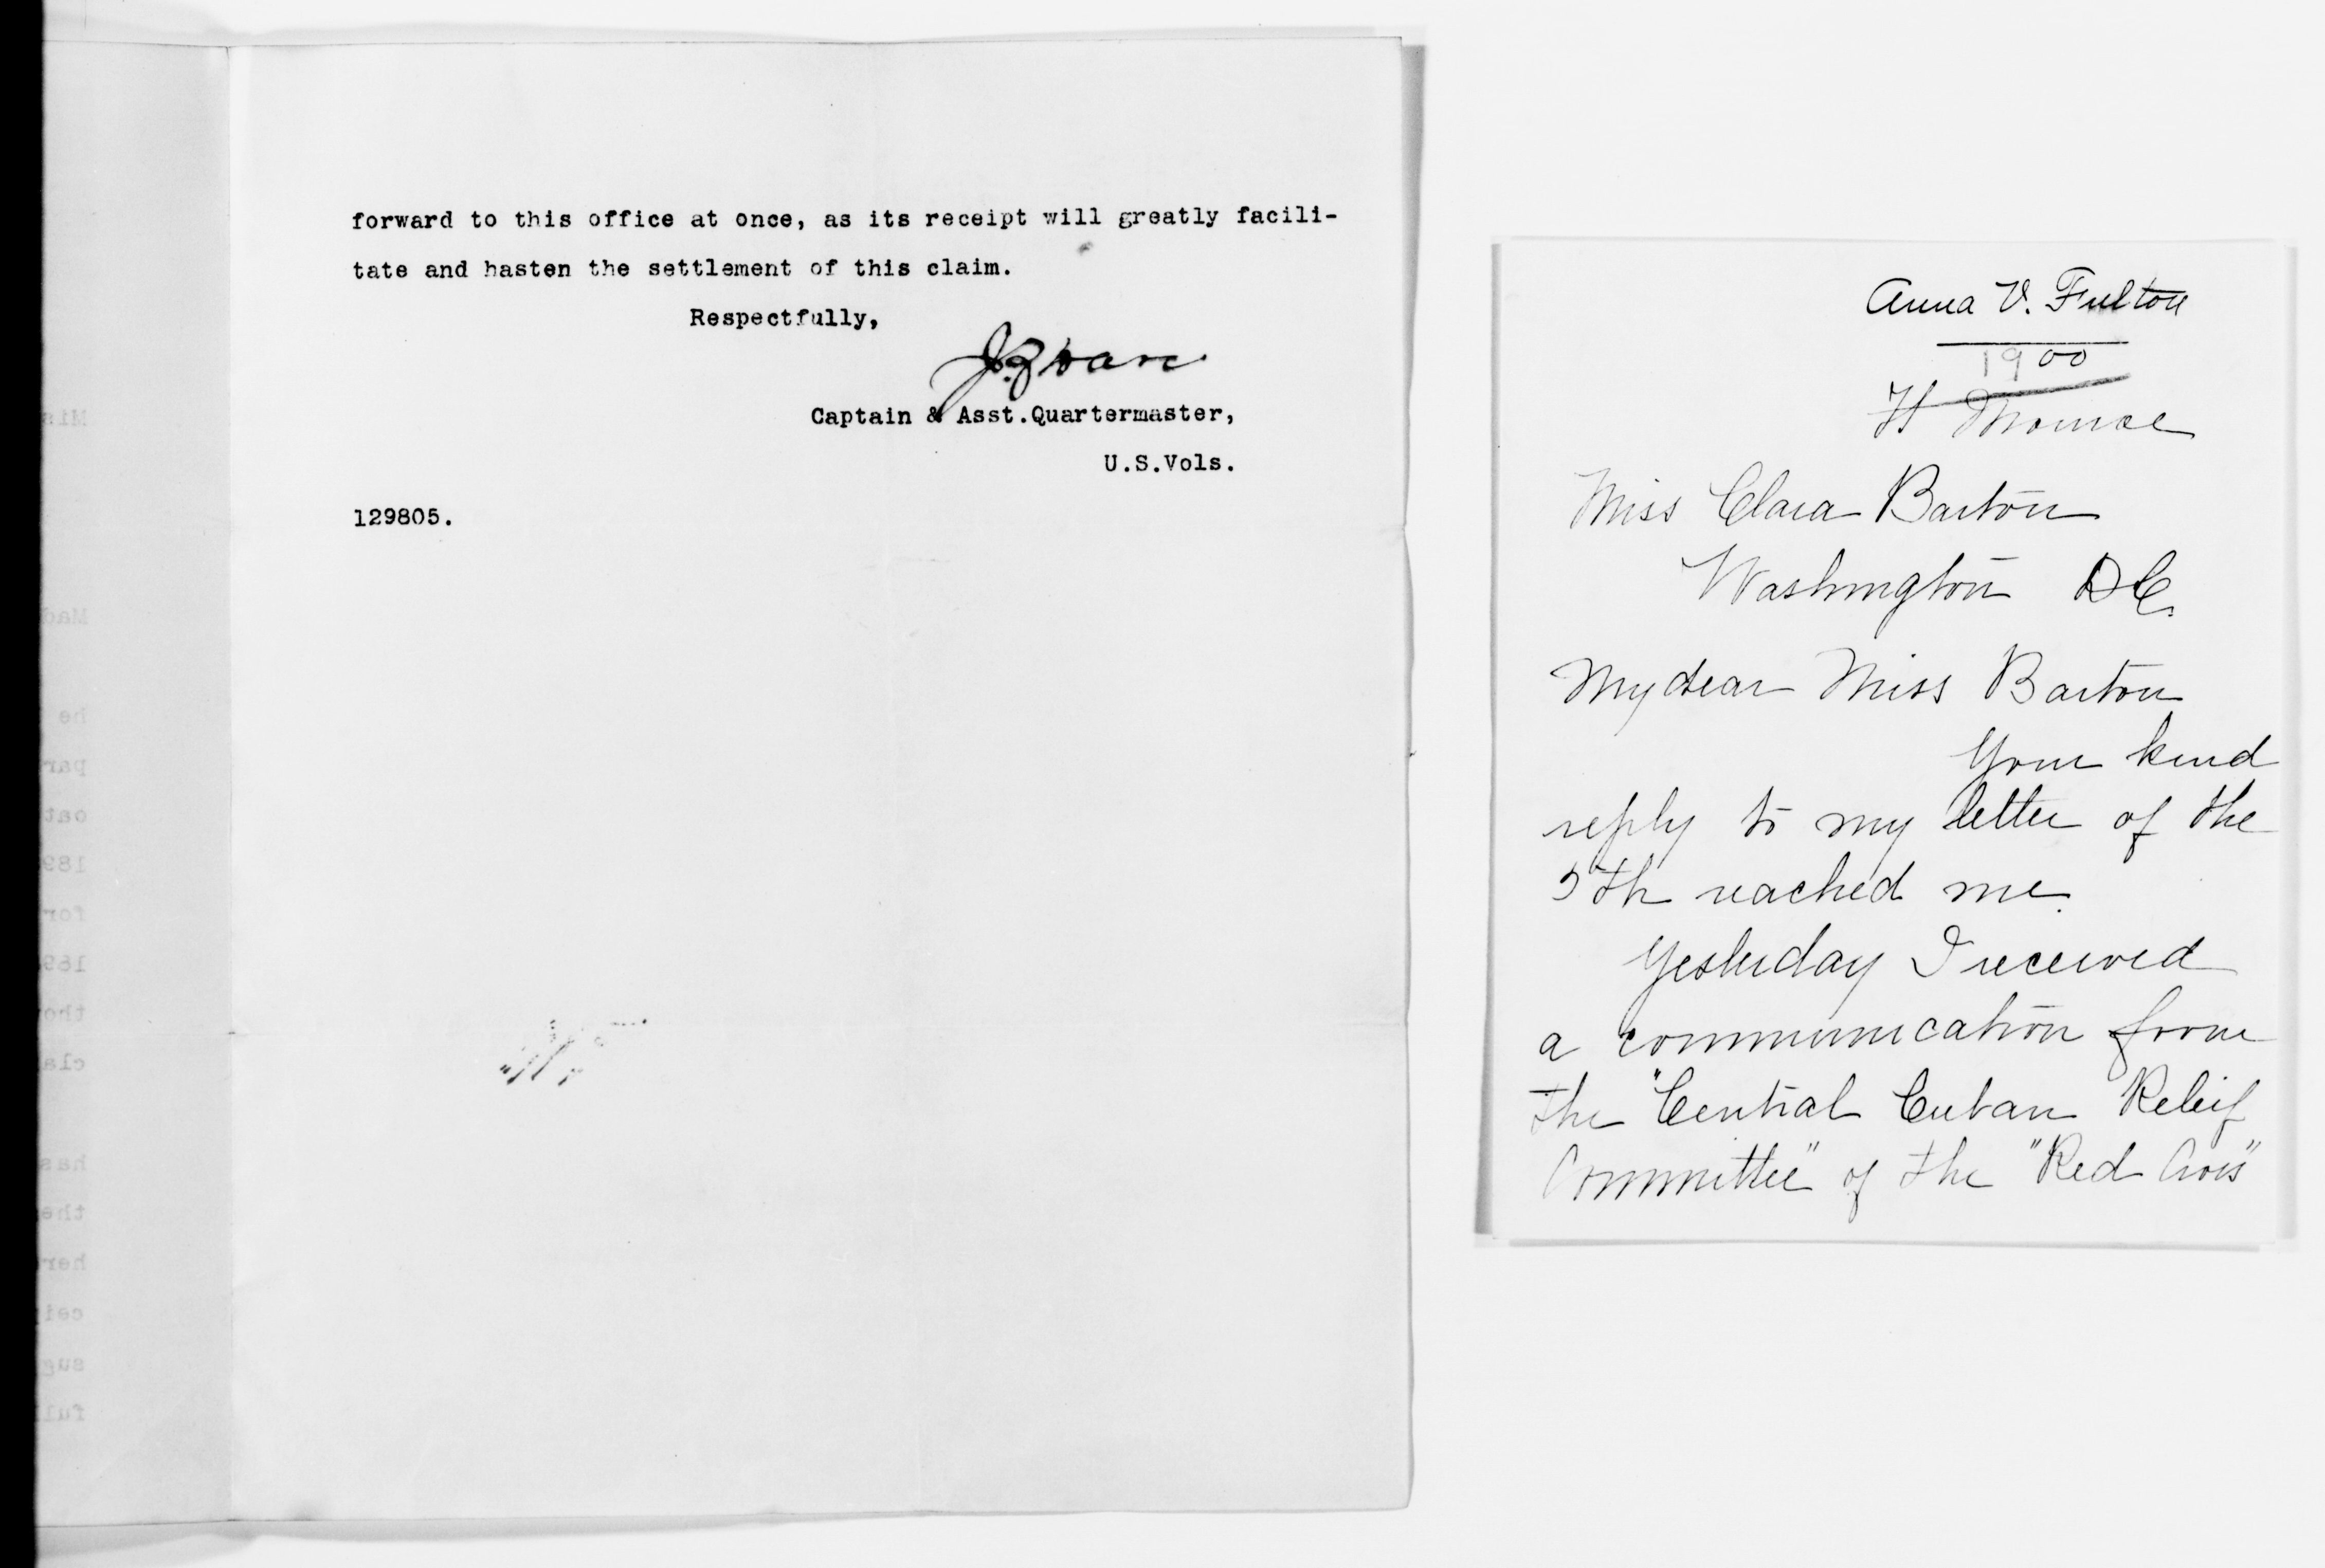 forward to this office at once, as its receipt will greatly facili-
tate and hasten the settlement of this claim.
Respectfully,
Captain & Asst.Quartermaster,
U.S.Vols.
129805.
Anna V. Fulton
1900
Ft Monroe
Miss Clara Barton
Washington DC.
My dear Miss Barton
Your kind
reply to my letter of the
5th reached me.
Yesterday I received
a communication from
the "Central Cuban Releif
Committee" of the "Red Cross"